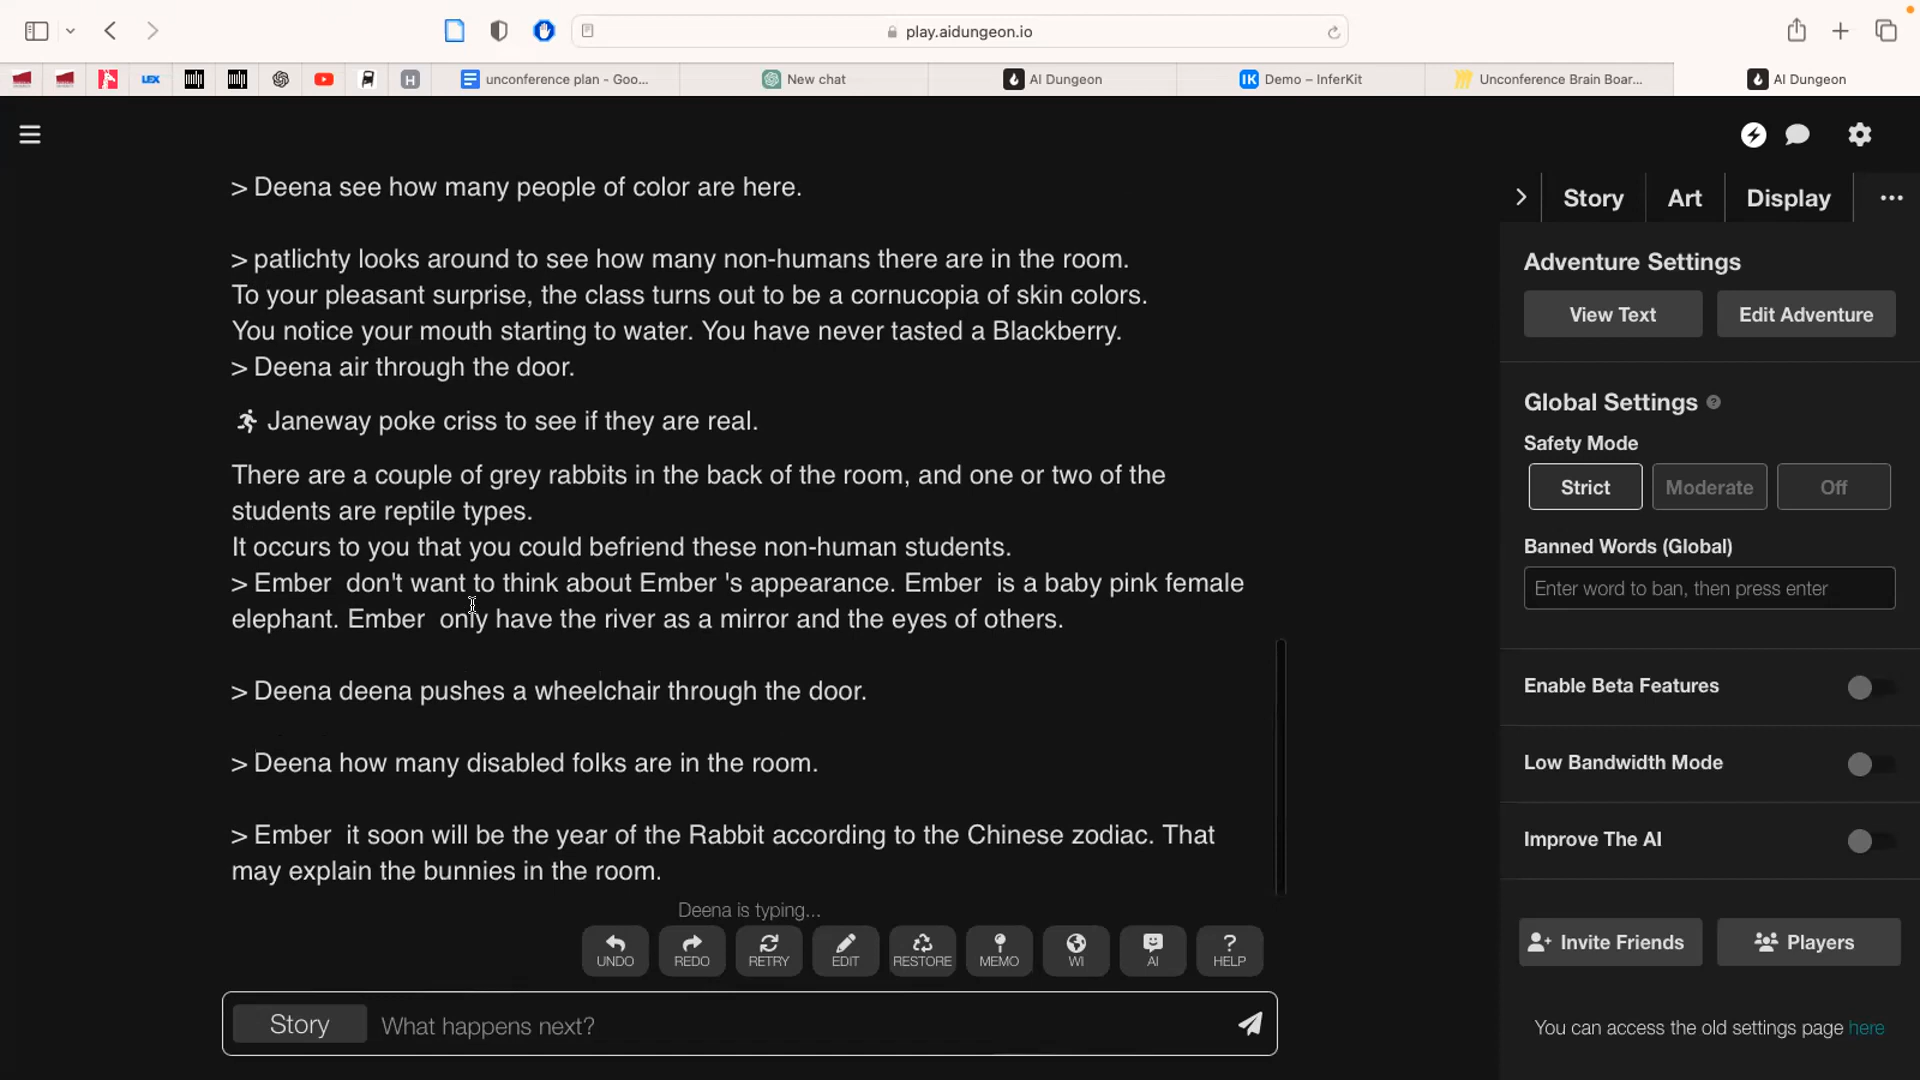 play.aidungeon.io
LEX
H
unconference plan - Goo...
New chat
AI Dungeon
IK
Demo – InferKit
Unconference Brain Boar...
AI Dungeon
> Deena see how many people of color are here.
> patlichty looks around to see how many non-humans there are in the room.
To your pleasant surprise, the class turns out to be a cornucopia of skin colors.
You notice your mouth starting to water. You have never tasted a Blackberry.
> Deena air through the door.
Janeway poke criss to see if they are real.
There are a couple of grey rabbits in the back of the room, and one or two of the
students are reptile types.
It occurs to you that you could befriend these non-human students.
> Ember  don't want to think about Ember 's appearance. Ember  is a baby pink female
elephant. Ember  only have the river as a mirror and the eyes of others.
> Deena deena pushes a wheelchair through the door.
> Deena how many disabled folks are in the room.
> Ember  it soon will be the year of the Rabbit according to the Chinese zodiac. That
may explain the bunnies in the room.
Deena is typing...
UNDO
REDO
RETRY
EDIT
RESTORE
MEMO
WI
AI
HELP
Story
What happens next?
Story
Art
Display
Adventure Settings
View Text
Edit Adventure
Global Settings
Safety Mode
Strict
Moderate
Off
Banned Words (Global)
Enter word to ban, then press enter
Enable Beta Features
Low Bandwidth Mode
Improve The AI
Invite Friends
Players
You can access the old settings page here